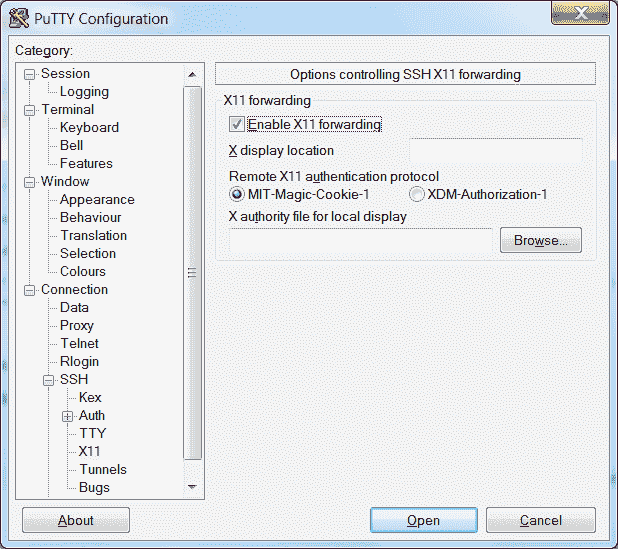 PuTTY Configuration
X
Category:
Session
Logging
Terminal
Keyboard
Bell
Features
Window
Appearance
Behaviour
Translation
Selection
Colours
Connection
Data
Proxy
Telnet
Rlogin
SSH
Kex
Auth
TTY
X11
Tunnels
Bugs
Options controlling SSH X11 forwarding
X11 forwarding
Enable X11 forwarding
X display location
Remote X11 authentication protocol
MIT-Magic-Cookie-1 XDM-Authorization-1
X authority file for local display
Browse...
About Open Cancel